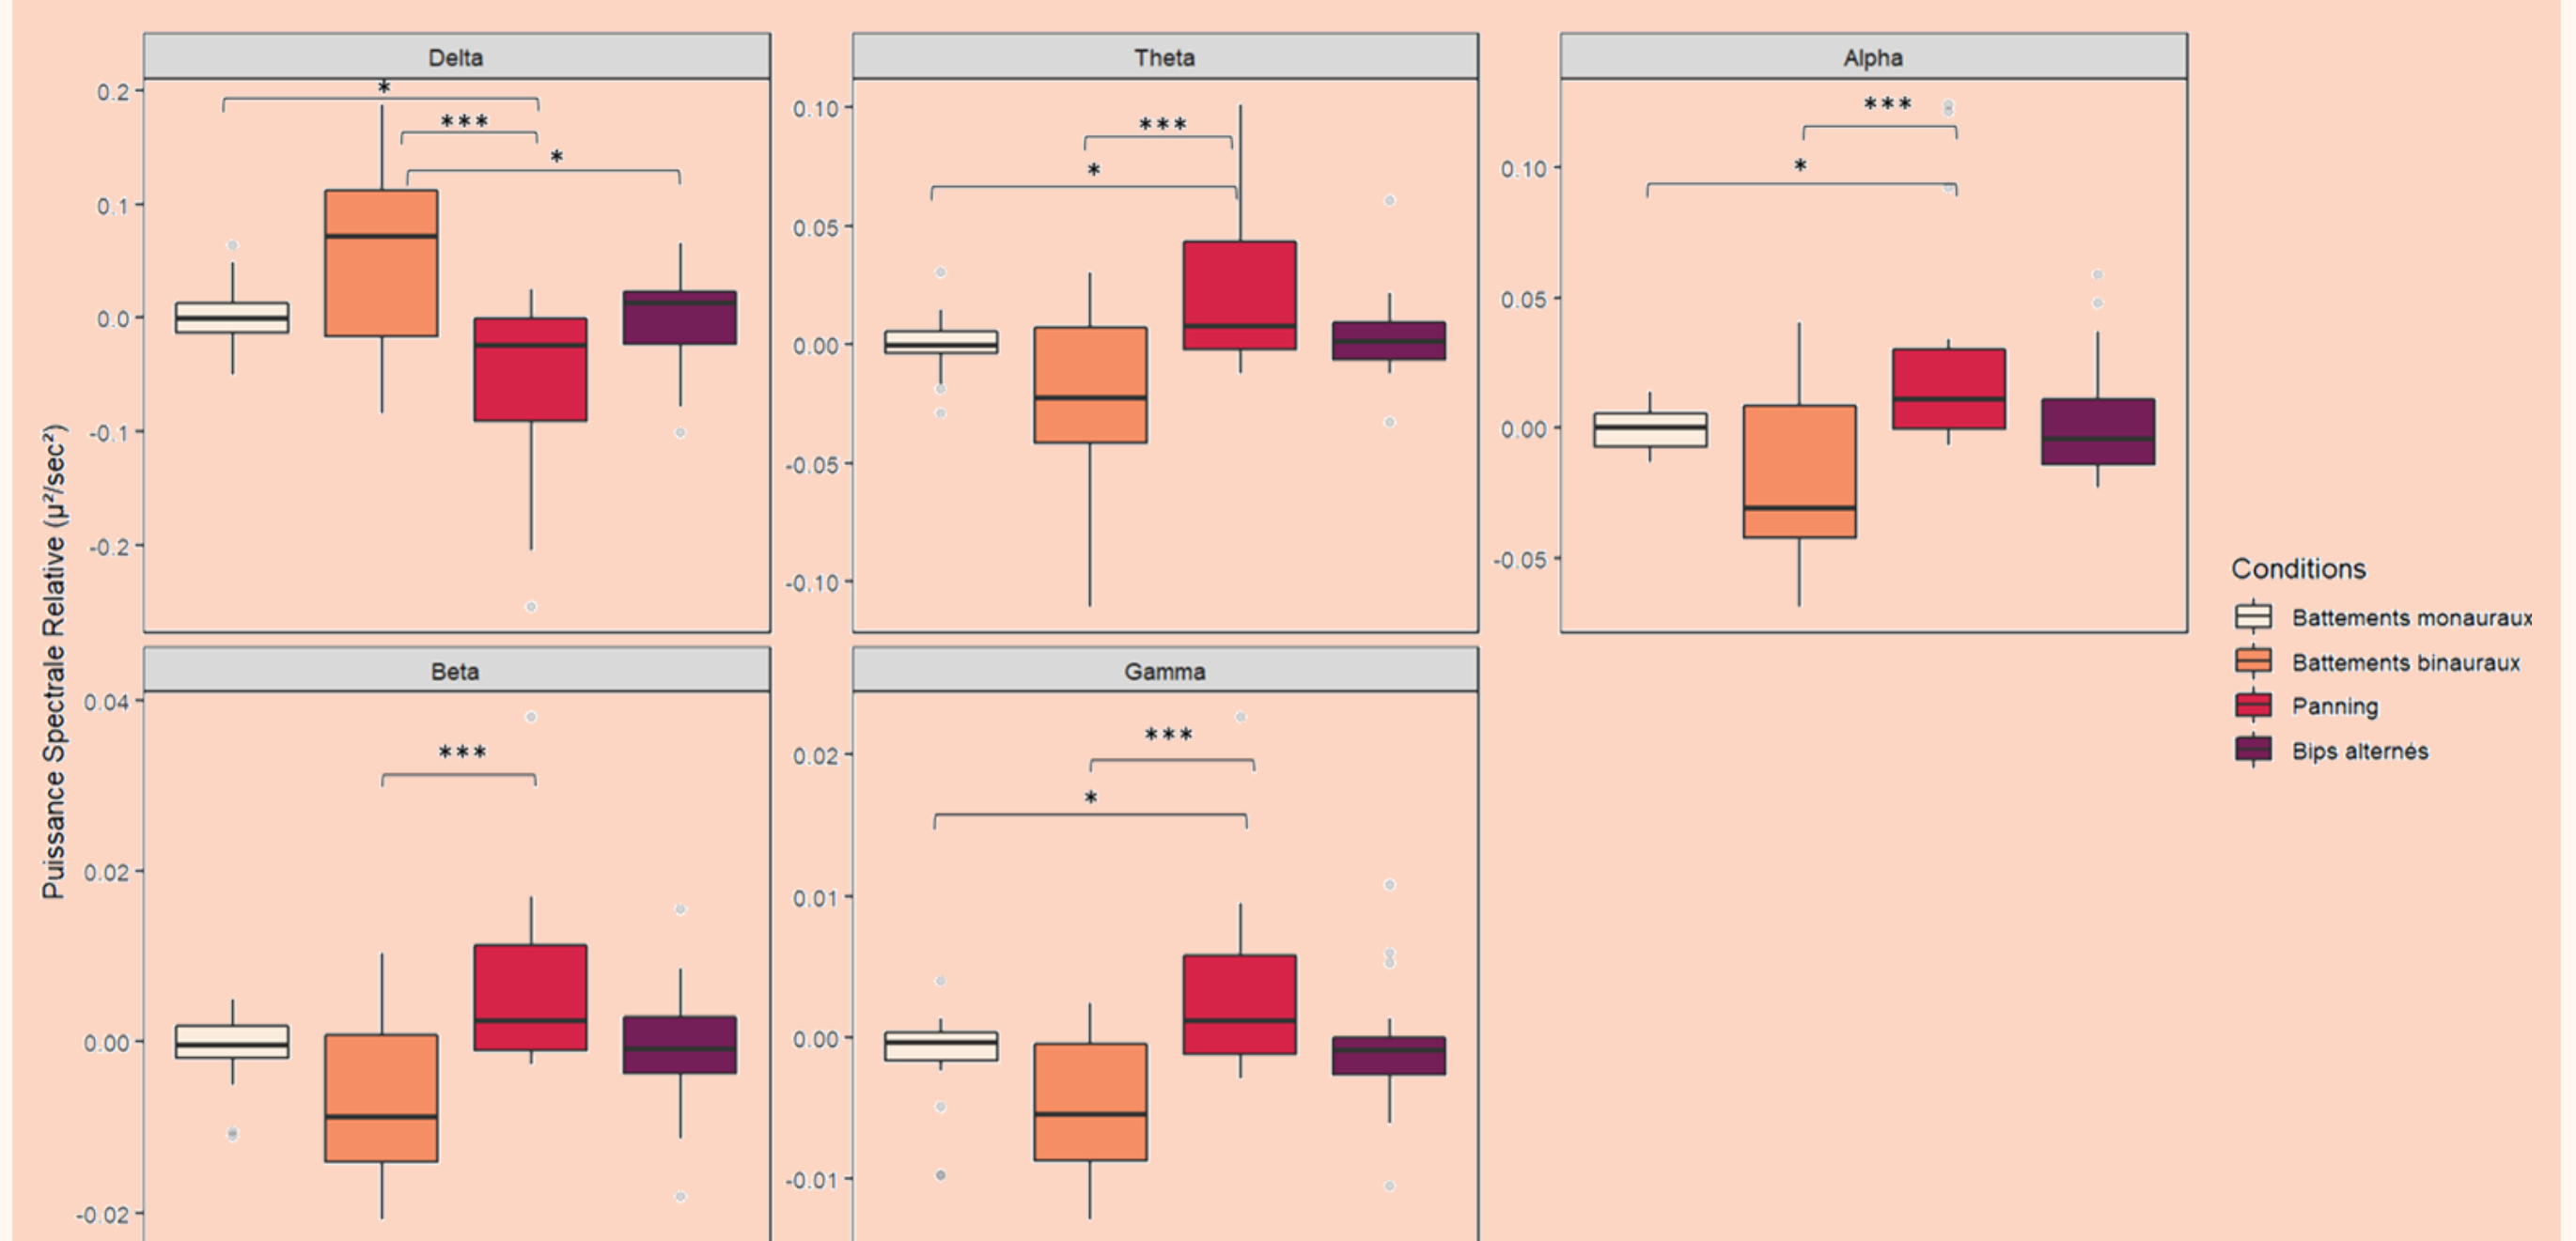 Delta
*
***
*
0.2
0.1
0.0
-0.1
-0.2
Theta
***
*
0.10
0.05
0.00
-0.05
-0.10
Alpha
***
*
0.10
0.05
0.00
-0.05
Puissance Spectrale Relative (µ²/sec²)
Beta
***
0.04
0.02
0.00
-0.02
Gamma
***
*
0.02
0.01
0.00
-0.01
Conditions
Battements monauraux
Battements binauraux
Panning
Bips alternés